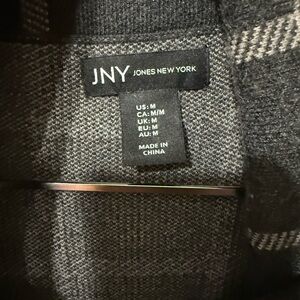 JNY JONES NEW YORK
US: M
CA: M/M
UK: M
EU: M
AU: M
MADE IN
CHINA